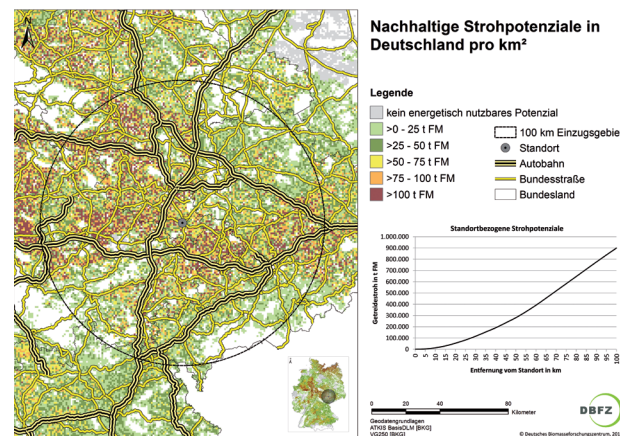 Nachhaltige Strohpotenziale in
Deutschland pro km²
Legende
kein energetisch nutzbares Potenzial
>0 - 25 t FM
>25 - 50 t FM
>50 - 75 t FM
>75 - 100 t FM
>100 t FM
100 km Einzugsgebie
Standort
Autobahn
Bundesstraße
Bundesland
Standortbezogene Strohpotenziale
Getreidestroh in t FM
1.000.000
900.000
800.000
700.000
600.000
500.000
400.000
300.000
200.000
100.000
0
0 5 10 15 20 25 30 35 40 45 50 55 60 65 70 75 80 85 90 95 100
Entfernung vom Standort in km
0 20 40 80
Kilometer
Geodatengrundlagen
ATKIS BasisDLM [BKG]
VG250 [BKG]
DBFZ
© Deutsches Biomasseforschungszentrum, 201